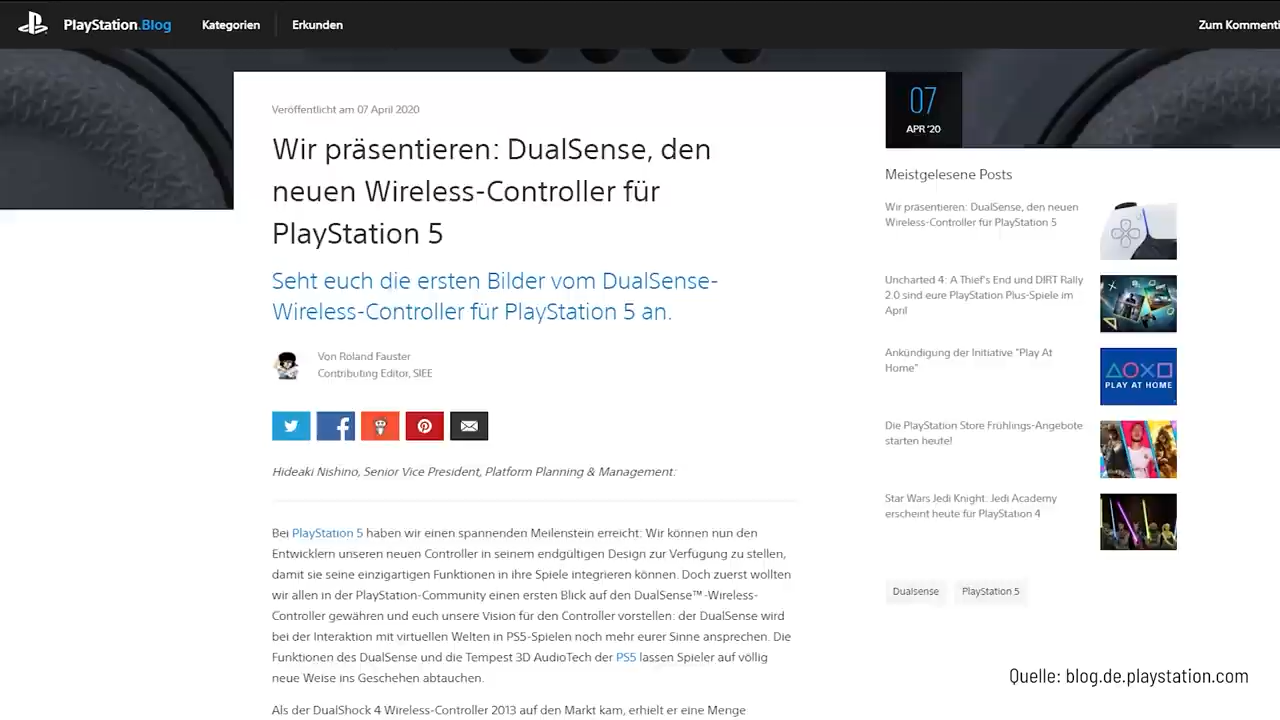 PlayStation.Blog
Kategorien
Erkunden
Zum Kommenti
Veröffentlicht am 07 April 2020
Wir präsentieren: DualSense, den
neuen Wireless-Controller für
PlayStation 5
Seht euch die ersten Bilder vom DualSense-
Wireless-Controller für PlayStation 5 an.
Von Roland Fauster
Contributing Editor, SIEE
Hideaki Nishino, Senior Vice President, Platform Planning & Management:
Bei PlayStation 5 haben wir einen spannenden Meilenstein erreicht: Wir können nun den
Entwicklern unseren neuen Controller in seinem endgültigen Design zur Verfügung zu stellen,
damit sie seine einzigartigen Funktionen in ihre Spiele integrieren können. Doch zuerst wollten
wir allen in der PlayStation-Community einen ersten Blick auf den DualSense™-Wireless-
Controller gewähren und euch unsere Vision für den Controller vorstellen: der DualSense wird
bei der Interaktion mit virtuellen Welten in PS5-Spielen noch mehr eurer Sinne ansprechen. Die
Funktionen des DualSense und die Tempest 3D AudioTech der PS5 lassen Spieler auf völlig
neue Weise ins Geschehen abtauchen.
Als der DualShock 4 Wireless-Controller 2013 auf den Markt kam, erhielt er eine Menge
07
APR '20
Meistgelesene Posts
Wir präsentieren: DualSense, den neuen
Wireless-Controller für PlayStation 5
Uncharted 4: A Thief's End und DIRT Rally
2.0 sind eure PlayStation Plus-Spiele im
April
Ankündigung der Initiative "Play At
Home"
PLAY AT HOME
Die PlayStation Store Frühlings-Angebote
starten heute!
Star Wars Jedi Knight: Jedi Academy
erscheint heute für PlayStation 4
Dualsense
PlayStation 5
Quelle: blog.de.playstation.com